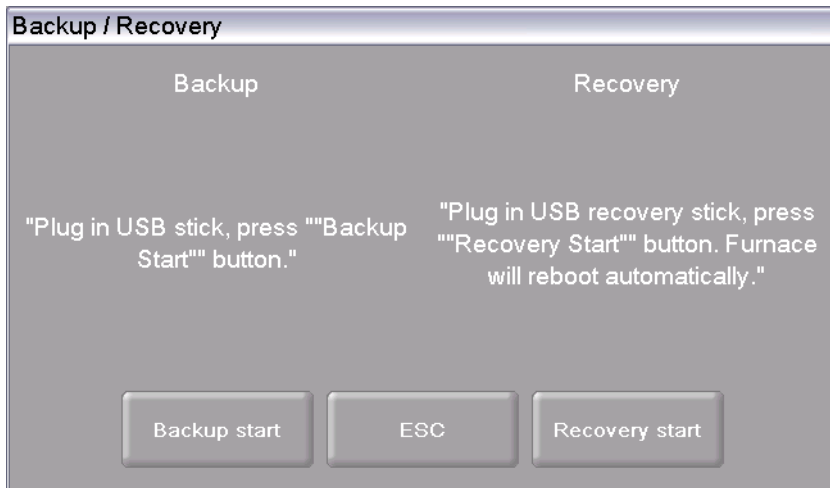 Backup / Recovery
Backup
Recovery
"Plug in USB stick, press ""Backup
Start"" button."
"Plug in USB recovery stick, press
""Recovery Start"" button. Furnace
will reboot automatically."
Backup start
ESC
Recovery start